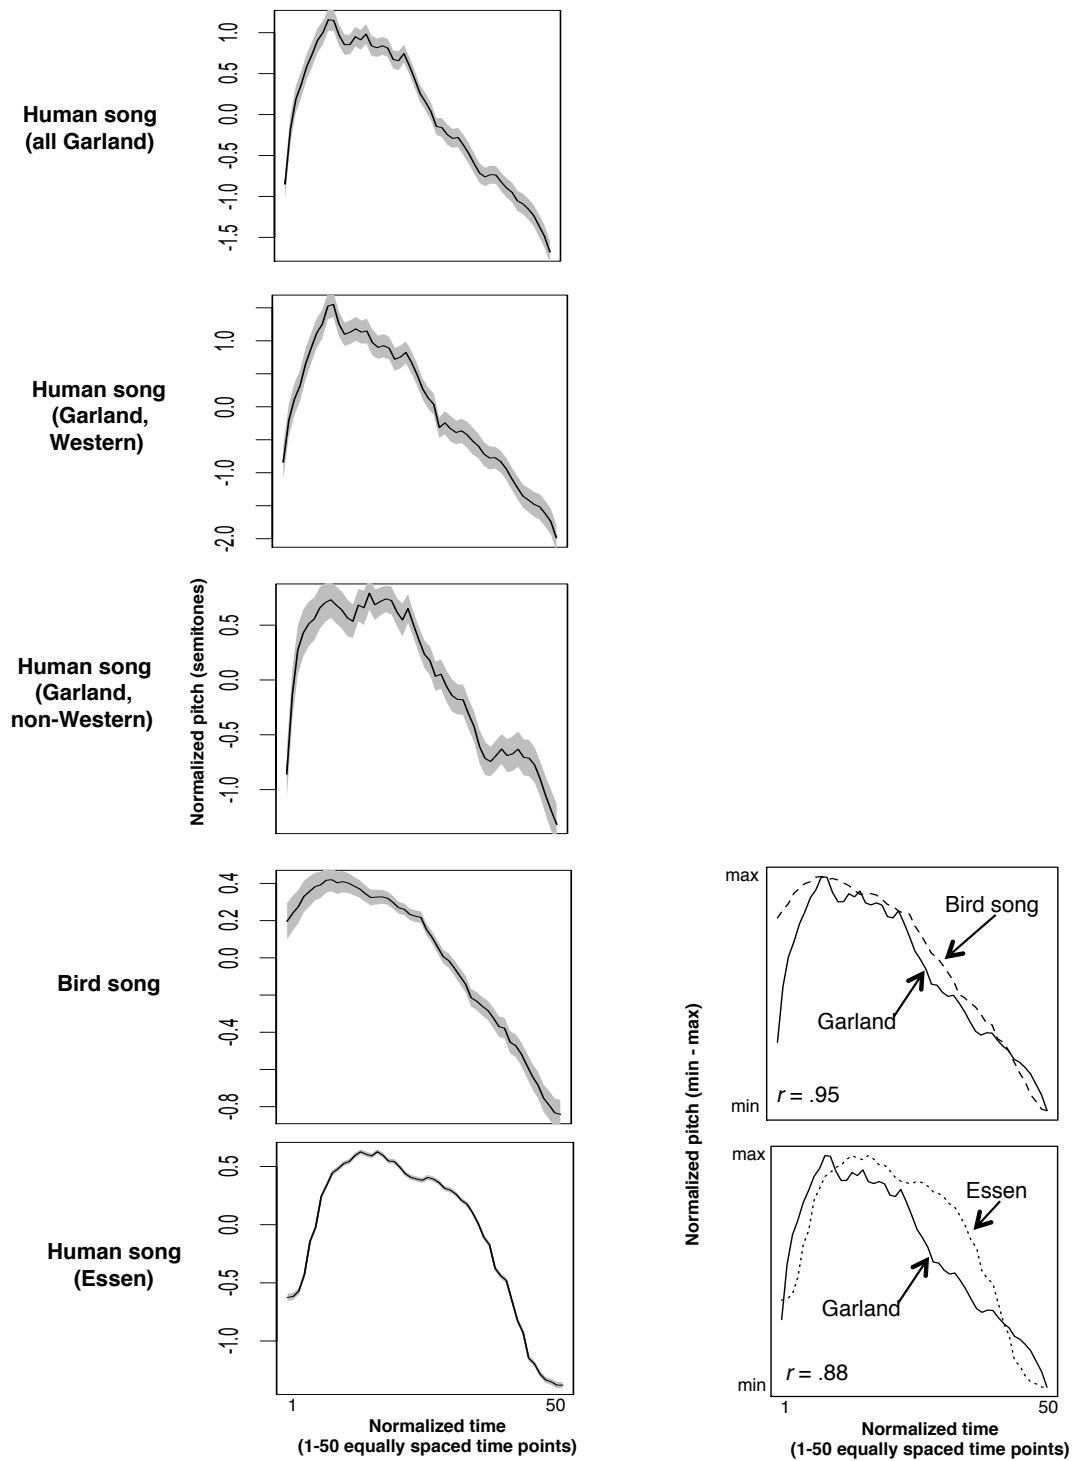 Human song
(all Garland)
1.0
0.5
0.0
-0.5
-1.0
-1.5
Human song
(Garland,
Western)
1.0
0.0
-1.0
-2.0
Human song
(Garland,
non-Western)
Normalized pitch (semitones)
0.5
0.0
-0.5
-1.0
Bird song
0.4
0.2
0.0
-0.4
-0.8
Human song
(Essen)
0.5
0.0
-0.5
-1.0
1
50
Normalized time
(1-50 equally spaced time points)
Normalized pitch (min - max)
max
min
Bird song
Garland
r = .95
max
min
Essen
Garland
r = .88
1
50
Normalized time
(1-50 equally spaced time points)